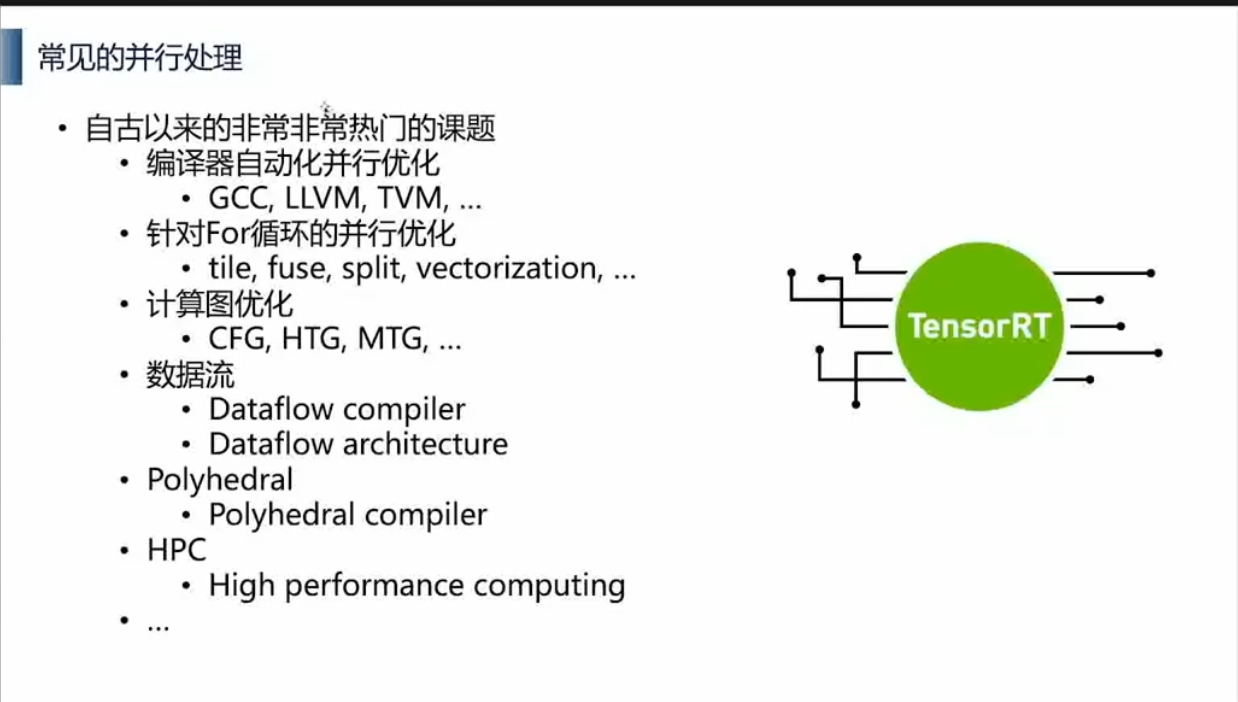 常见的并行处理
• 自古以来的非常非常热门的课题
• 编译器自动化并行优化
• GCC, LLVM, TVM, ...
• 针对For循环的并行优化
• tile, fuse, split, vectorization, ...
• 计算图优化
• CFG, HTG, MTG, ...
• 数据流
• Dataflow compiler
• Dataflow architecture
• Polyhedral
• Polyhedral compiler
• HPC
• High performance computing
• ...
TensorRT